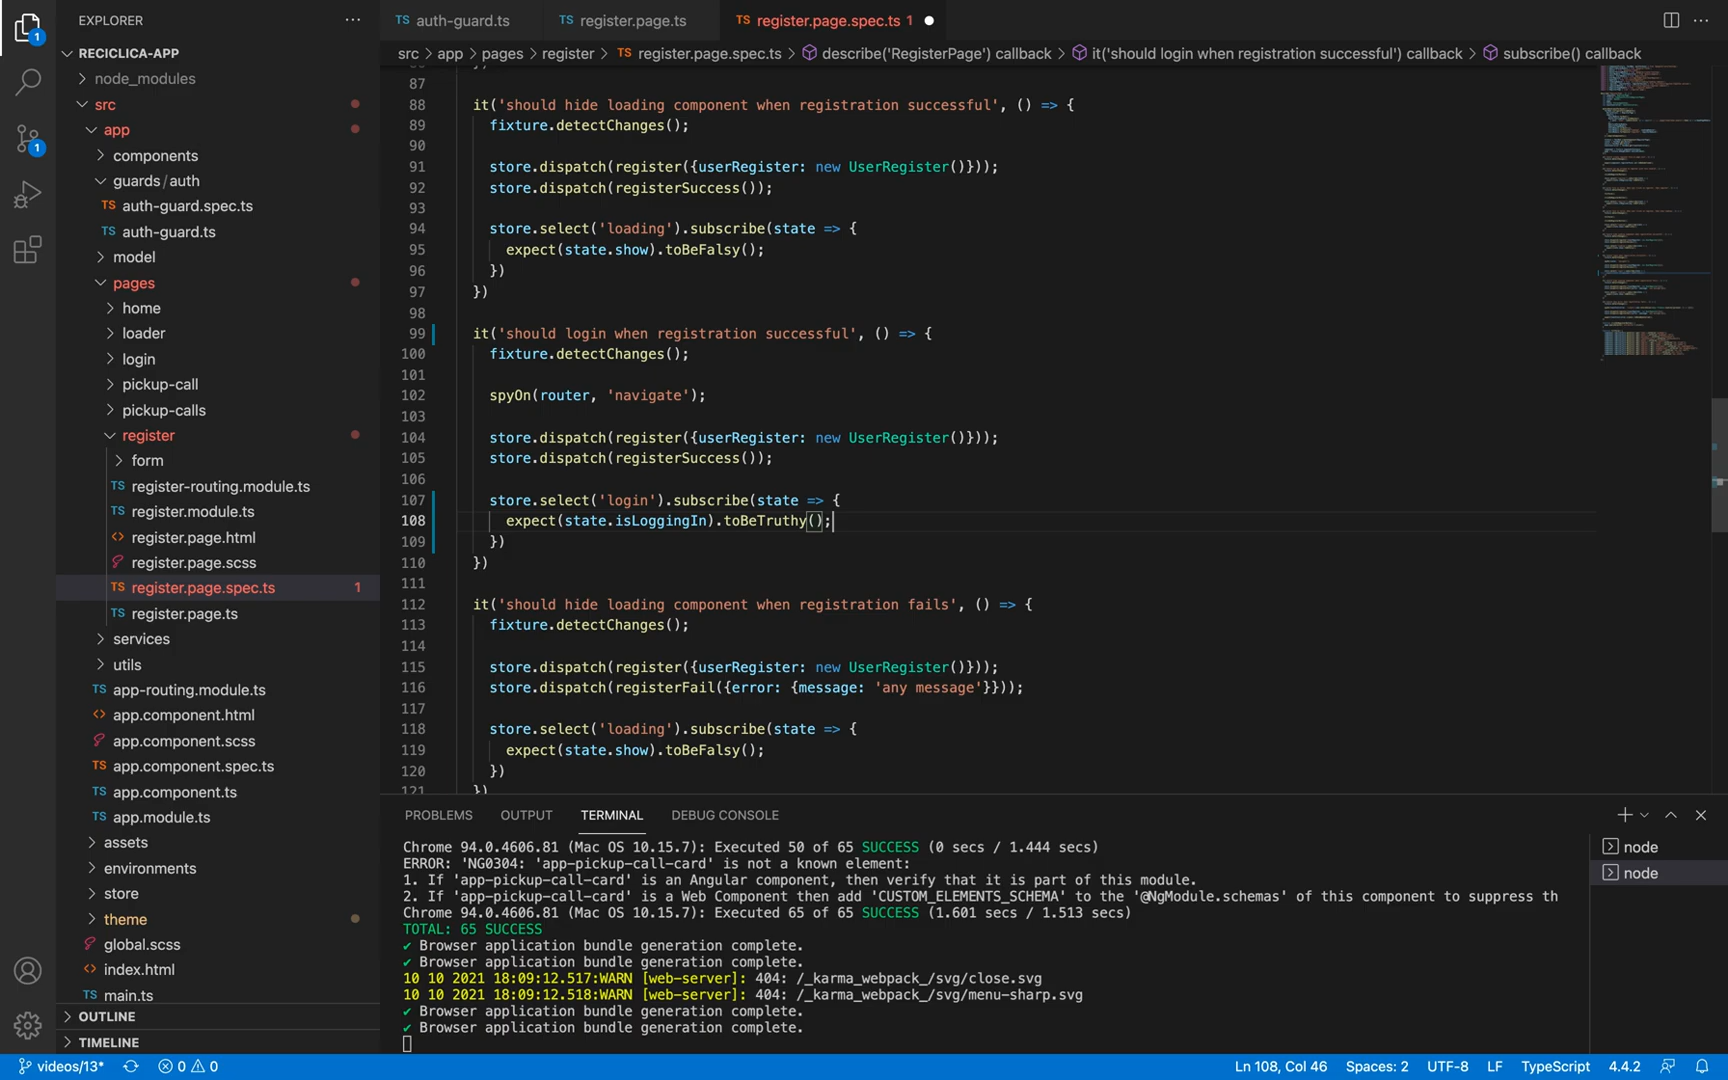 EXPLORER
RECICLICA-APP
node_modules
src
app
components
guards / auth
auth-guard.spec.ts
auth-guard.ts
model
pages
home
loader
login
pickup-call
pickup-calls
register
form
register-routing.module.ts
register.module.ts
register.page.html
register.page.scss
register.page.spec.ts 1
register.page.ts
services
utils
app-routing.module.ts
app.component.html
app.component.scss
app.component.spec.ts
app.component.ts
app.module.ts
assets
environments
store
theme
global.scss
index.html
main.ts
OUTLINE
TIMELINE
auth-guard.ts register.page.ts register.page.spec.ts 1
src > app > pages > register > register.page.spec.ts > describe('RegisterPage') callback > it('should login when registration successful') callback > subscribe() callback
87
88 it('should hide loading component when registration successful', () => {
89 fixture.detectChanges();
90
91 store.dispatch(register({userRegister: new UserRegister()}));
92 store.dispatch(registerSuccess());
93
94 store.select('loading').subscribe(state => {
95 expect(state.show).toBeFalsy();
96 })
97 })
98
99 it('should login when registration successful', () => {
100 fixture.detectChanges();
101
102 spyOn(router, 'navigate');
103
104 store.dispatch(register({userRegister: new UserRegister()}));
105 store.dispatch(registerSuccess());
106
107 store.select('login').subscribe(state => {
108 expect(state.isLoggingIn).toBeTruthy();
109 })
110 })
111
112 it('should hide loading component when registration fails', () => {
113 fixture.detectChanges();
114
115 store.dispatch(register({userRegister: new UserRegister()}));
116 store.dispatch(registerFail({error: {message: 'any message'}}));
117
118 store.select('loading').subscribe(state => {
119 expect(state.show).toBeFalsy();
120 })
121 })
PROBLEMS OUTPUT TERMINAL DEBUG CONSOLE
Chrome 94.0.4606.81 (Mac OS 10.15.7): Executed 50 of 65 SUCCESS (0 secs / 1.444 secs)
ERROR: 'NG0304: 'app-pickup-call-card' is not a known element:
1. If 'app-pickup-call-card' is an Angular component, then verify that it is part of this module.
2. If 'app-pickup-call-card' is a Web Component then add 'CUSTOM_ELEMENTS_SCHEMA' to the '@NgModule.schemas' of this component to suppress th
Chrome 94.0.4606.81 (Mac OS 10.15.7): Executed 65 of 65 SUCCESS (1.601 secs / 1.513 secs)
TOTAL: 65 SUCCESS
✔ Browser application bundle generation complete.
✔ Browser application bundle generation complete.
10 10 2021 18:09:12.517:WARN [web-server]: 404: /_karma_webpack_/svg/close.svg
10 10 2021 18:09:12.518:WARN [web-server]: 404: /_karma_webpack_/svg/menu-sharp.svg
✔ Browser application bundle generation complete.
✔ Browser application bundle generation complete.
node
node
videos/13* 0 0 Ln 108, Col 46 Spaces: 2 UTF-8 LF TypeScript 4.4.2